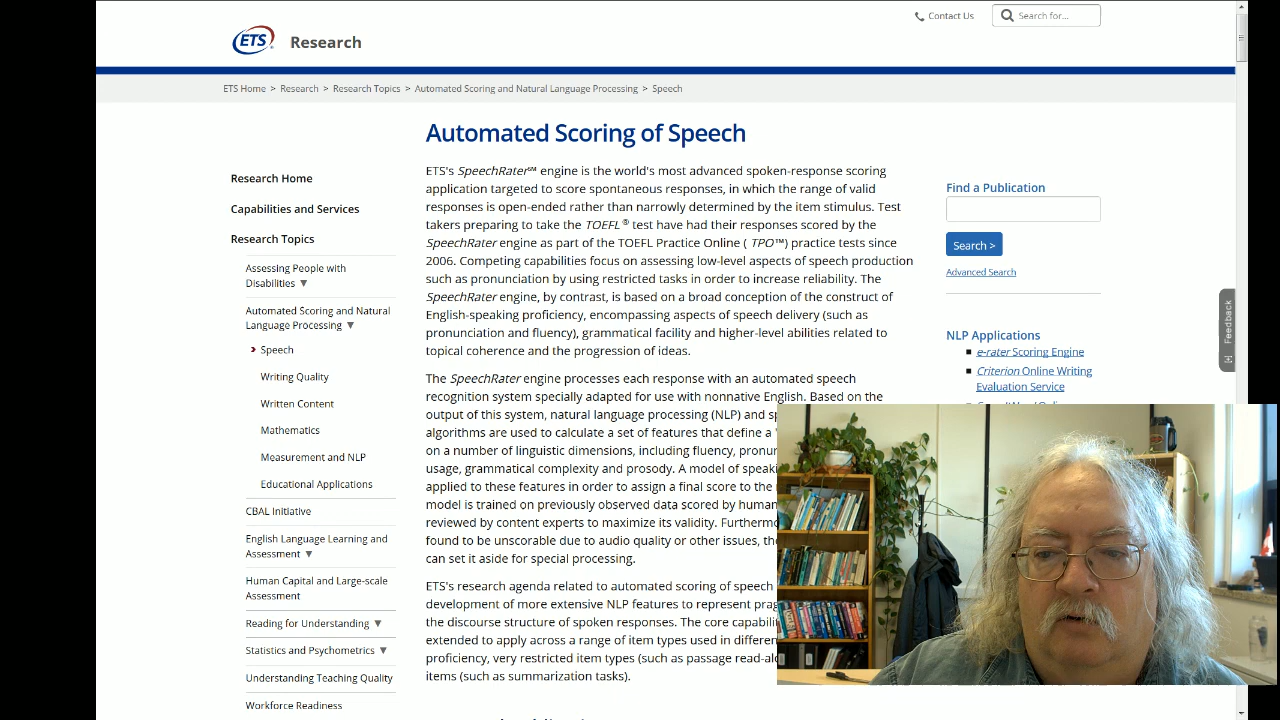 Contact Us
Search for...
ETS
Research
ETS Home > Research > Research Topics > Automated Scoring and Natural Language Processing > Speech
Automated Scoring of Speech
Research Home
Capabilities and Services
Research Topics
Assessing People with
Disabilities ▼
Automated Scoring and Natural
Language Processing ▼
Speech
Writing Quality
Written Content
Mathematics
Measurement and NLP
Educational Applications
CBAL Initiative
English Language Learning and
Assessment ▼
Human Capital and Large-scale
Assessment
Reading for Understanding ▼
Statistics and Psychometrics ▼
Understanding Teaching Quality
Workforce Readiness
ETS's SpeechRater℠ engine is the world's most advanced spoken-response scoring
application targeted to score spontaneous responses, in which the range of valid
responses is open-ended rather than narrowly determined by the item stimulus. Test
takers preparing to take the TOEFL® test have had their responses scored by the
SpeechRater engine as part of the TOEFL Practice Online ( TPO™) practice tests since
2006. Competing capabilities focus on assessing low-level aspects of speech production
such as pronunciation by using restricted tasks in order to increase reliability. The
SpeechRater engine, by contrast, is based on a broad conception of the construct of
English-speaking proficiency, encompassing aspects of speech delivery (such as
pronunciation and fluency), grammatical facility and higher-level abilities related to
topical coherence and the progression of ideas.
The SpeechRater engine processes each response with an automated speech
recognition system specially adapted for use with nonnative English. Based on the
output of this system, natural language processing (NLP) and
algorithms are used to calculate a set of features that define a
on a number of linguistic dimensions, including fluency,
usage, grammatical complexity and prosody. A model of
applied to these features in order to assign a final score to the
model is trained on previously observed data scored by
reviewed by content experts to maximize its validity.
found to be unscorable due to audio quality or other issues,
can set it aside for special processing.
ETS's research agenda related to automated scoring of speech
development of more extensive NLP features to represent
the discourse structure of spoken responses. The core
extended to apply across a range of item types used in
proficiency, very restricted item types (such as passage
items (such as summarization tasks).
Find a Publication
Search >
Advanced Search
NLP Applications
e-rater Scoring Engine
Criterion Online Writing
Evaluation Service
Feedback
[+]